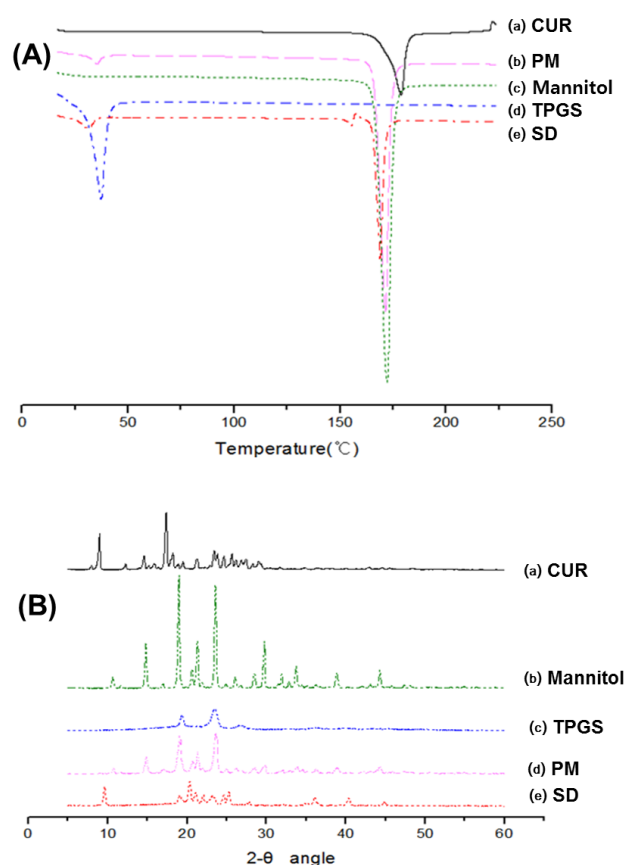 (A)
(a) CUR
(b) PM
(c) Mannitol
(d) TPGS
(e) SD
0 50 100 150 200 250
Temperature(℃)
(B)
(a) CUR
(b) Mannitol
(c) TPGS
(d) PM
(e) SD
0 10 20 30 40 50 60
2-θ angle